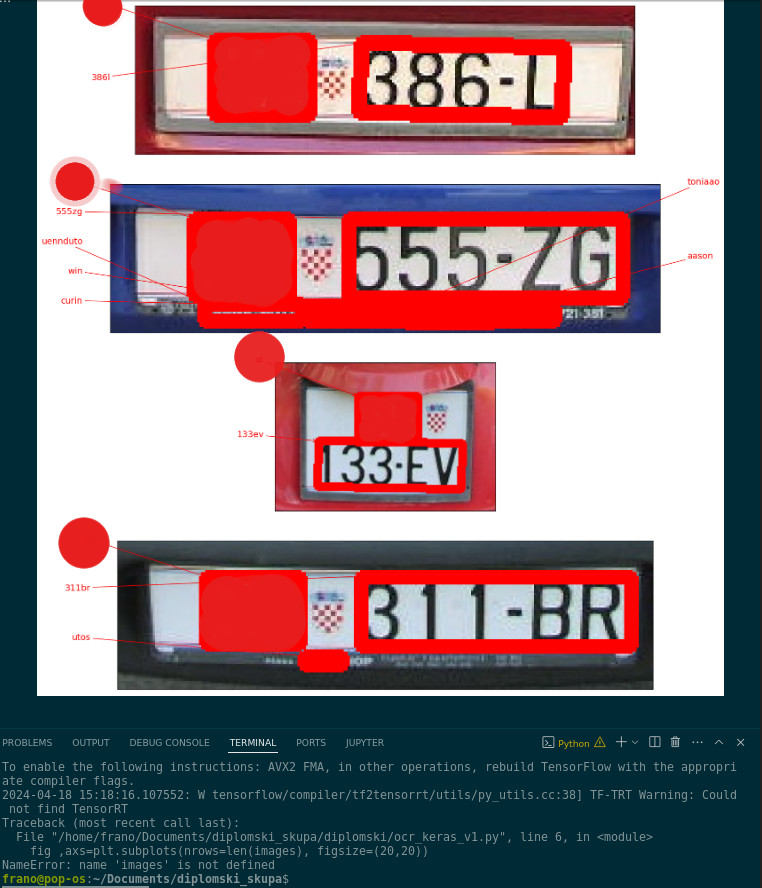 386l
386-L
toniaao
555zg
uennduto
win
curin
555-ZG
aason
721-351
133ev
133-EV
311br
utos
311-BR
PROBLEMS OUTPUT DEBUG CONSOLE TERMINAL PORTS JUPYTER Python
To enable the following instructions: AVX2 FMA, in other operations, rebuild TensorFlow with the appropri
ate compiler flags.
2024-04-18 15:18:16.107552: W tensorflow/compiler/tf2tensorrt/utils/py_utils.cc:38] TF-TRT Warning: Could
not find TensorRT
Traceback (most recent call last):
File "/home/frano/Documents/diplomski_skupa/diplomski/ocr_keras_v1.py", line 6, in <module>
fig ,axs=plt.subplots(nrows=len(images), figsize=(20,20))
NameError: name 'images' is not defined
frano@pop-os:~/Documents/diplomski_skupa$